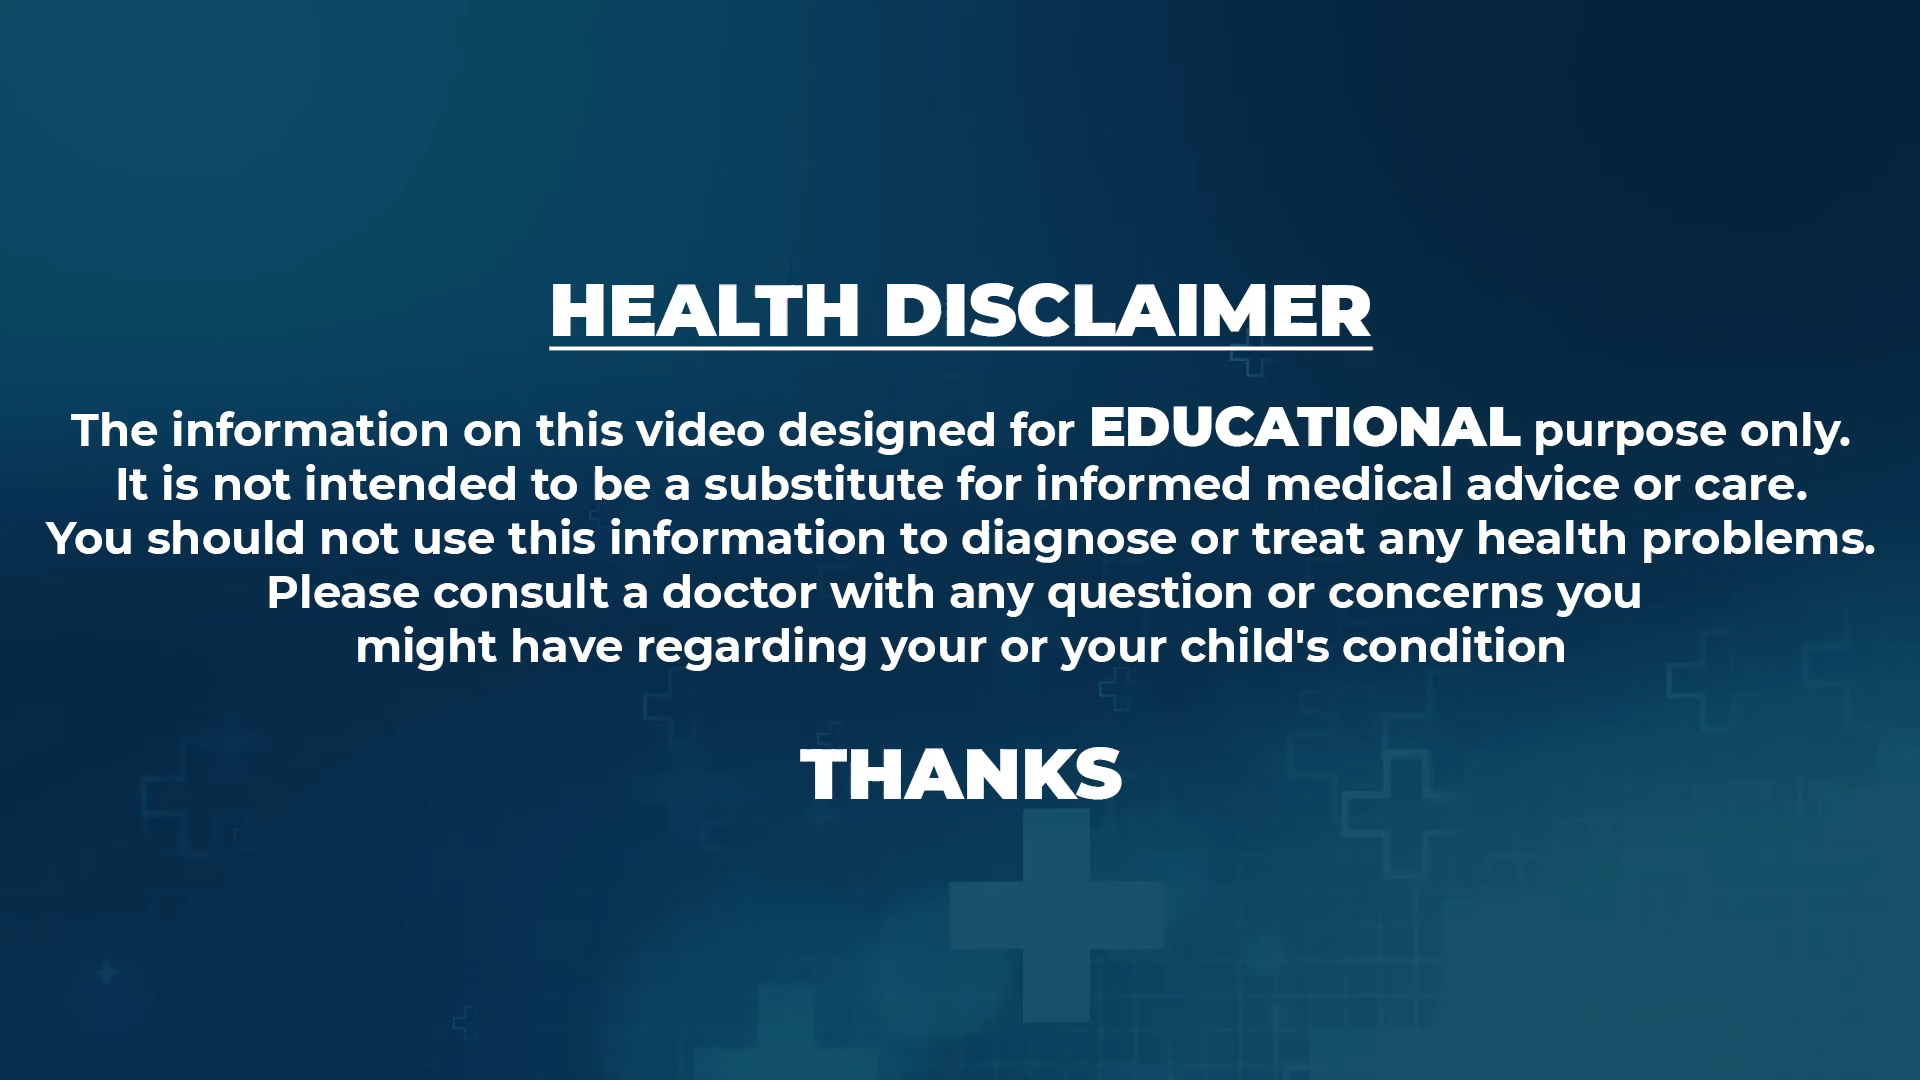 HEALTH DISCLAIMER
The information on this video designed for EDUCATIONAL purpose only.
It is not intended to be a substitute for informed medical advice or care.
You should not use this information to diagnose or treat any health problems.
Please consult a doctor with any question or concerns you
might have regarding your or your child's condition
THANKS